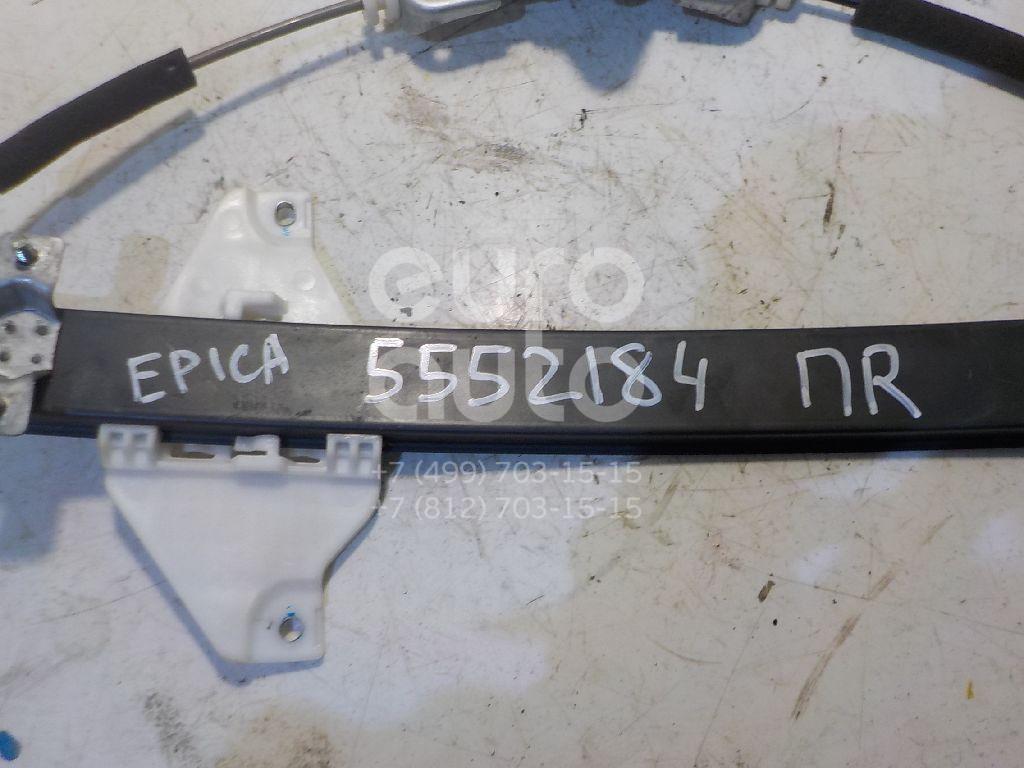 euro
auto
EPICA 5552184 ПR
+7 (499) 703-15-15
+7 (812) 703-15-15